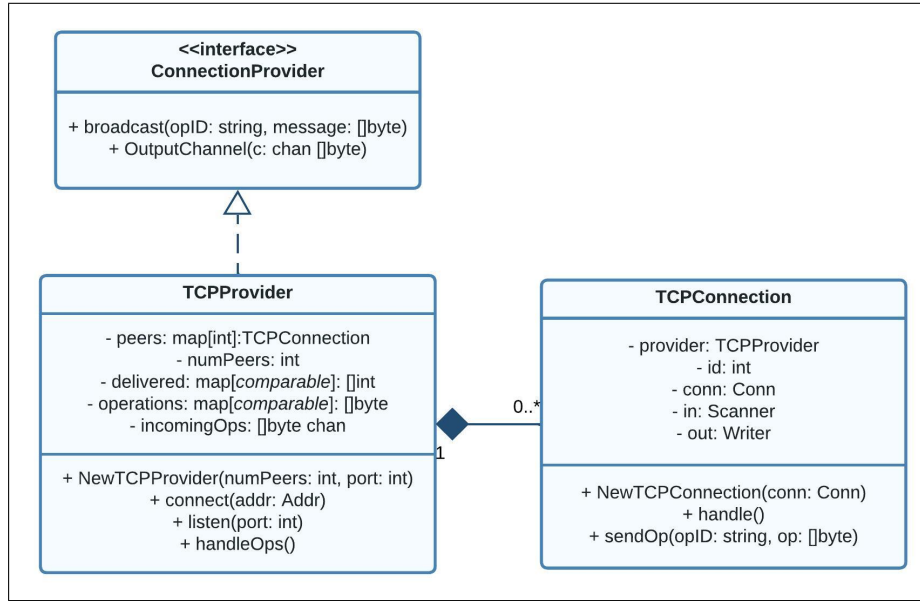 <<interface>>
ConnectionProvider
+ broadcast(opID: string, message: []byte)
+ OutputChannel(c: chan []byte)
TCPProvider
- peers: map[int]:TCPConnection
- numPeers: int
- delivered: map[comparable]: []int
- operations: map[comparable]: []byte
- incomingOps: []byte chan
+ NewTCPProvider(numPeers: int, port: int)
+ connect(addr: Addr)
+ listen(port: int)
+ handleOps()
1
0..*
TCPConnection
- provider: TCPProvider
- id: int
- conn: Conn
- in: Scanner
- out: Writer
+ NewTCPConnection(conn: Conn)
+ handle()
+ sendOp(opID: string, op: []byte)